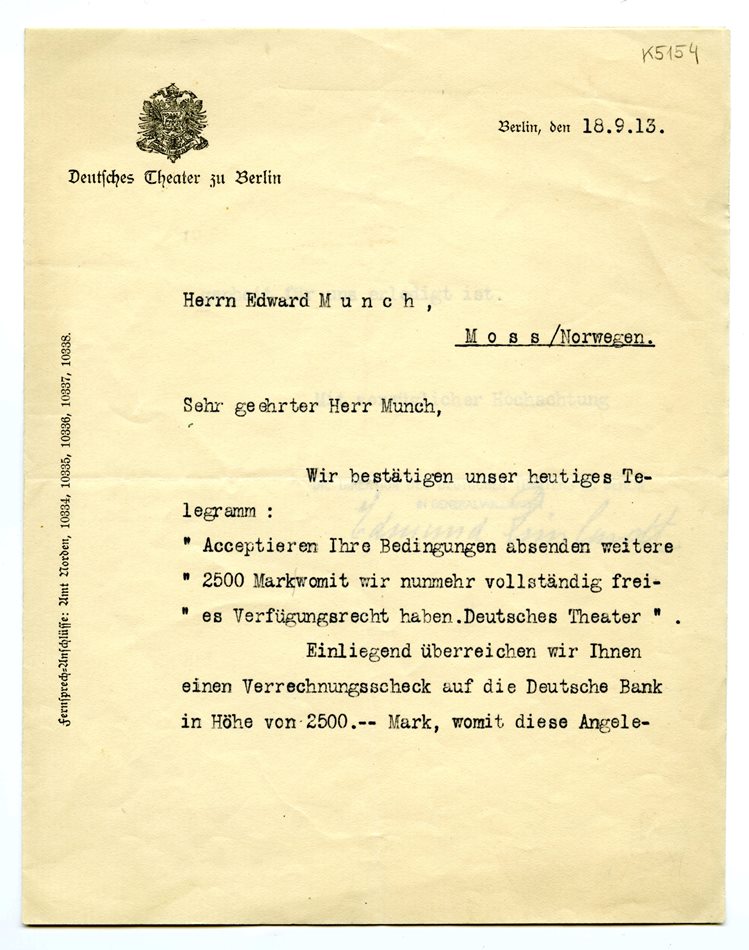 K5154
Berlin, den 18.9.13.
Deutsches Theater zu Berlin
Herrn Edward M u n c h ,
M o s s /Norwegen.
Sehr geehrter Herr Munch,
Wir bestätigen unser heutiges Te-
legramm :
" Acceptieren Ihre Bedingungen absenden weitere
" 2500 Markwomit wir nunmehr vollständig frei-
" es Verfügungsrecht haben.Deutsches Theater " .
Einliegend überreichen wir Ihnen
einen Verrechnungsscheck auf die Deutsche Bank
in Höhe von 2500.-- Mark, womit diese Angele-
Fernsprech-Anschlüsse: Amt Norden, 10334, 10335, 10336, 10337, 10338.